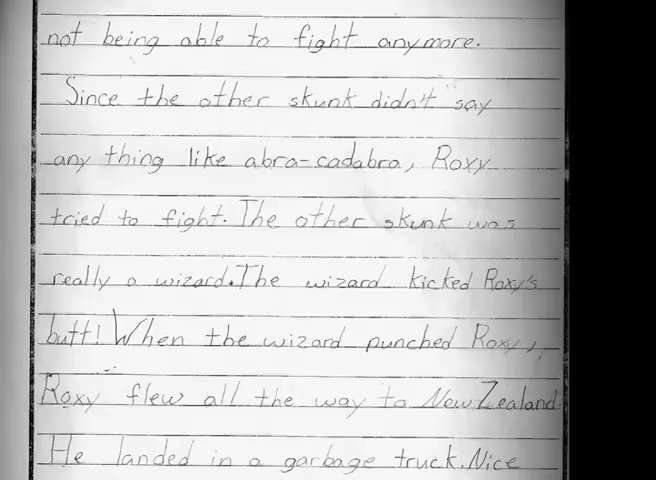 not being able to fight anymore.
Since the other skunk didn't say
any thing like abra-cadabra, Roxy
tried to fight. The other skunk was
really a wizard. The wizard kicked Roxy's
butt! When the wizard punched Roxy,
Roxy flew all the way to New Zealand.
He landed in a garbage truck. Nice